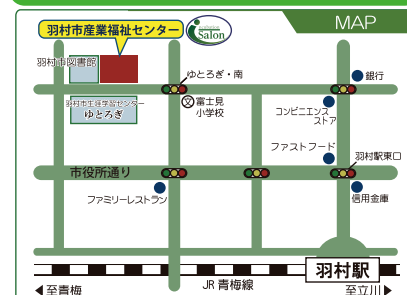 MAP
羽村市産業福祉センター
Salon
羽村市図書館
ゆとろぎ・南
銀行
羽村市生涯学習センター
ゆとろぎ
文
富士見
小学校
コンビニエンス
ストア
ファストフード
羽村駅東口
市役所通り
ファミリーレストラン
信用金庫
羽村駅
JR 青梅線
◀至青梅
至立川▶